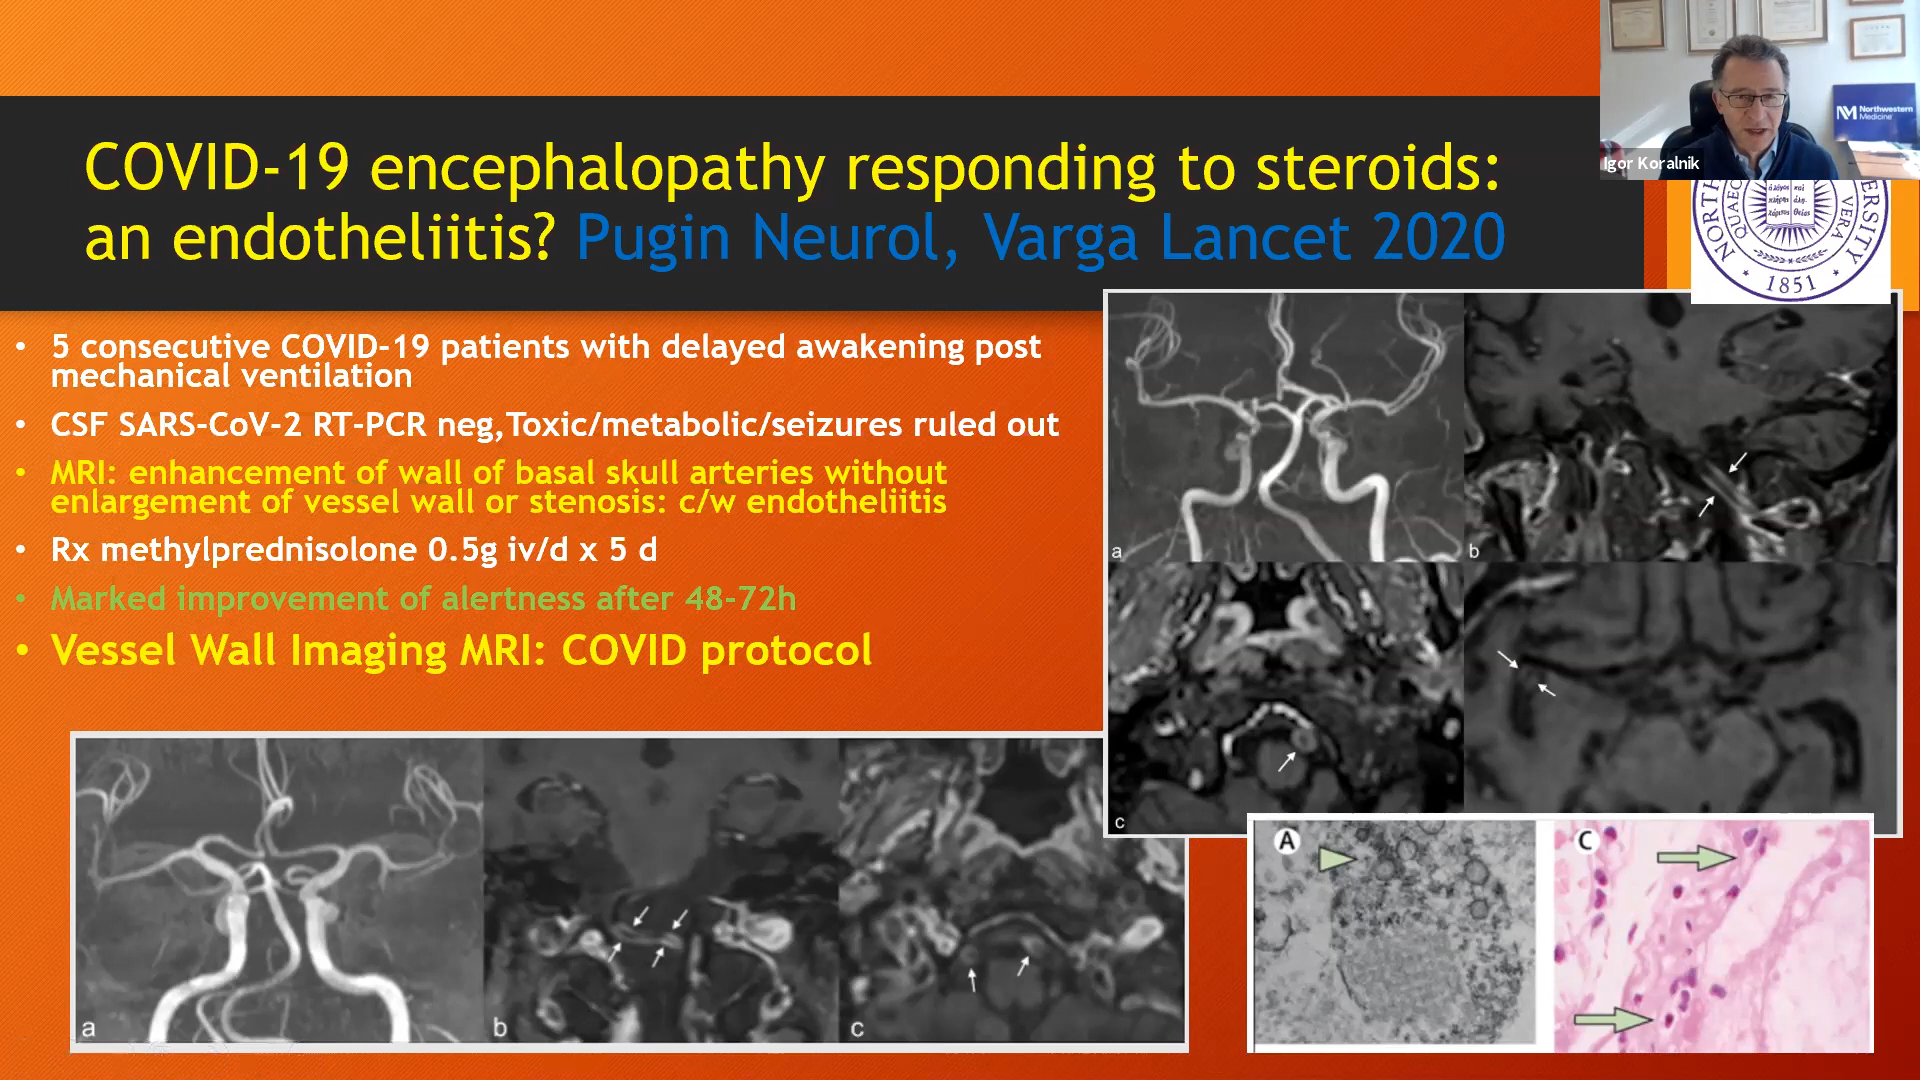 COVID-19 encephalopathy responding to steroids:
an endotheliitis? Pugin Neurol, Varga Lancet 2020
Northwestern
Medicine
Igor Koralnik
1851
• 5 consecutive COVID-19 patients with delayed awakening post
mechanical ventilation
• CSF SARS-CoV-2 RT-PCR neg,Toxic/metabolic/seizures ruled out
• MRI: enhancement of wall of basal skull arteries without
enlargement of vessel wall or stenosis: c/w endotheliitis
• Rx methylprednisolone 0.5g iv/d x 5 d
• Marked improvement of alertness after 48-72h
• Vessel Wall Imaging MRI: COVID protocol
a
b
c
a
b
c
A
C